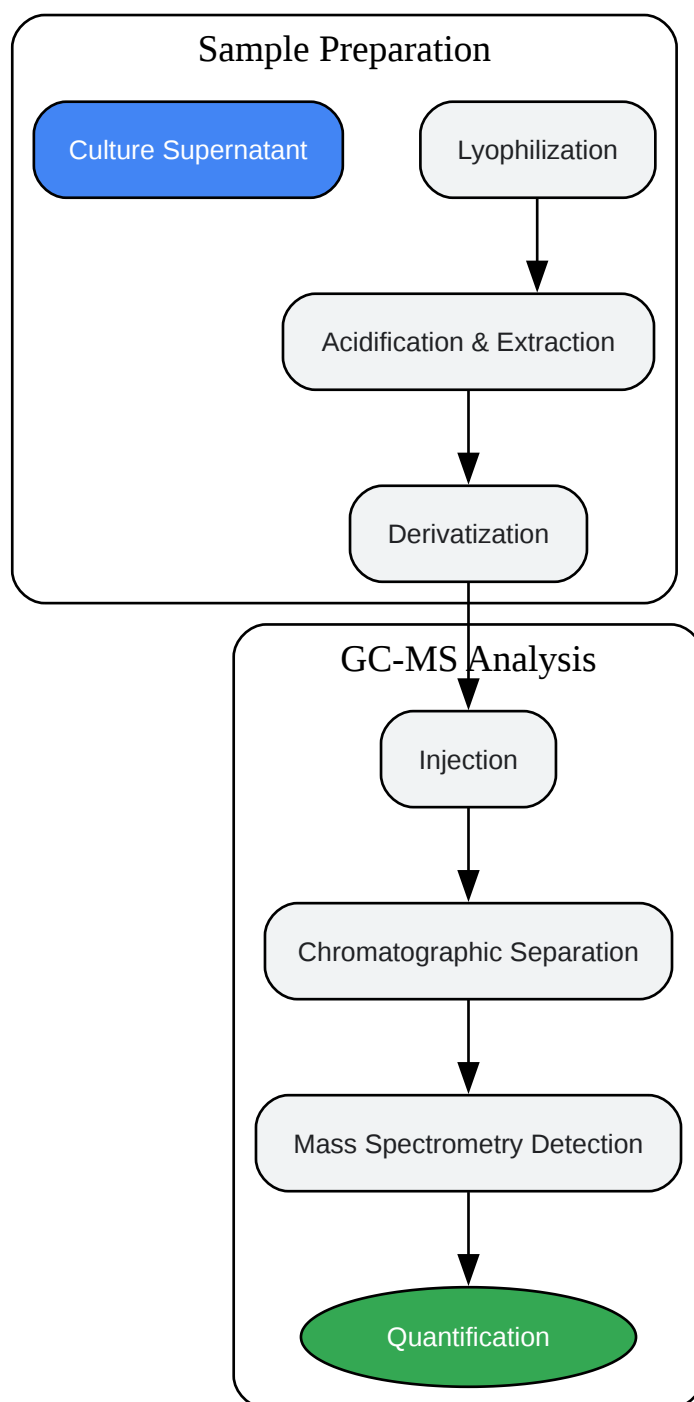 Sample Preparation
Culture Supernatant
Lyophilization
Acidification & Extraction
Derivatization
GC-MS Analysis
Injection
Chromatographic Separation
Mass Spectrometry Detection
Quantification